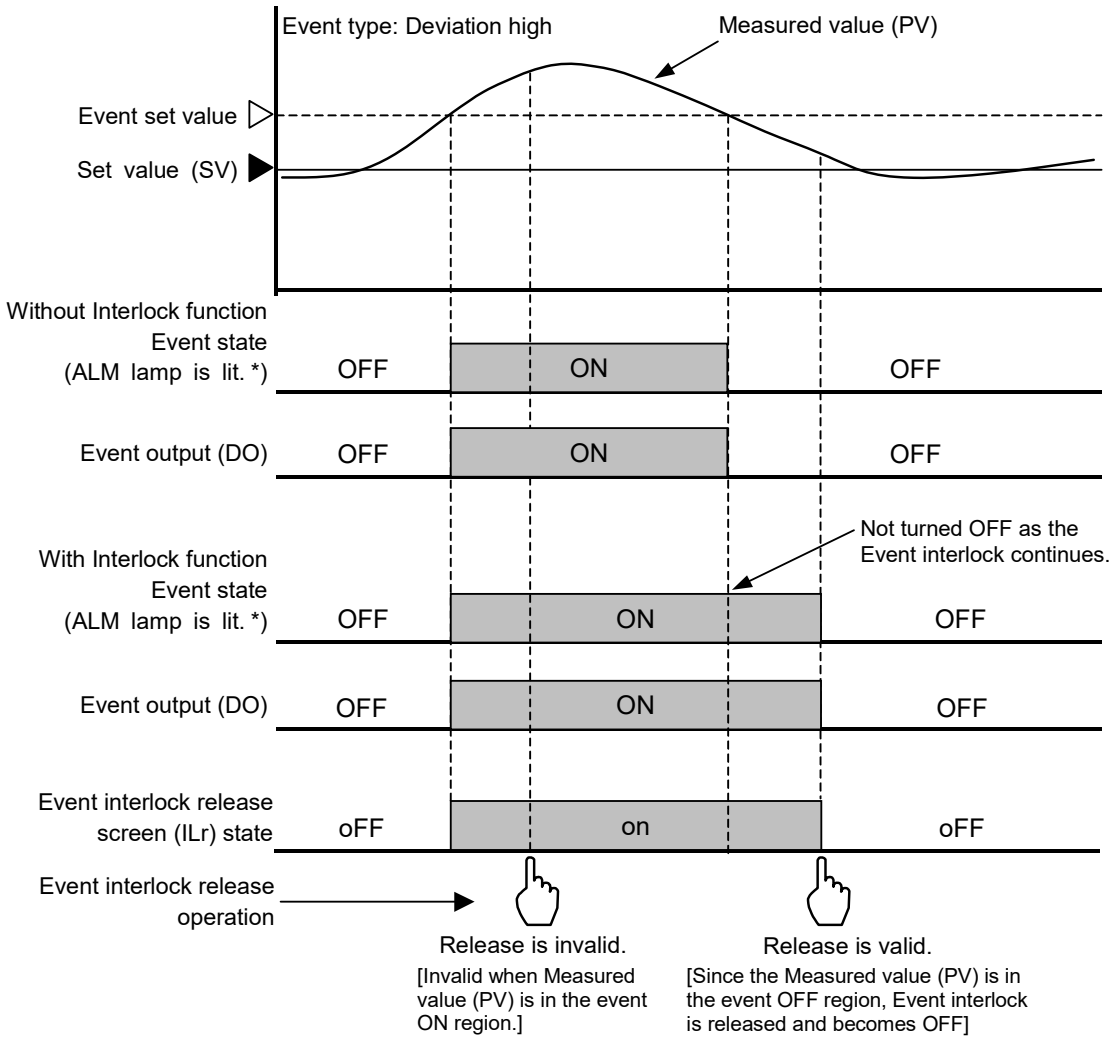 Event type: Deviation high
Measured value (PV)
Event set value
Set value (SV)
Without Interlock function
Event state
(ALM lamp is lit. *)
OFF
ON
OFF
Event output (DO)
OFF
ON
OFF
Not turned OFF as the
Event interlock continues.
With Interlock function
Event state
(ALM lamp is lit. *)
OFF
ON
OFF
Event output (DO)
OFF
ON
OFF
Event interlock release
screen (ILr) state
oFF
on
oFF
Event interlock release
operation
Release is invalid.
[Invalid when Measured
value (PV) is in the event
ON region.]
Release is valid.
[Since the Measured value (PV) is in
the event OFF region, Event interlock
is released and becomes OFF]